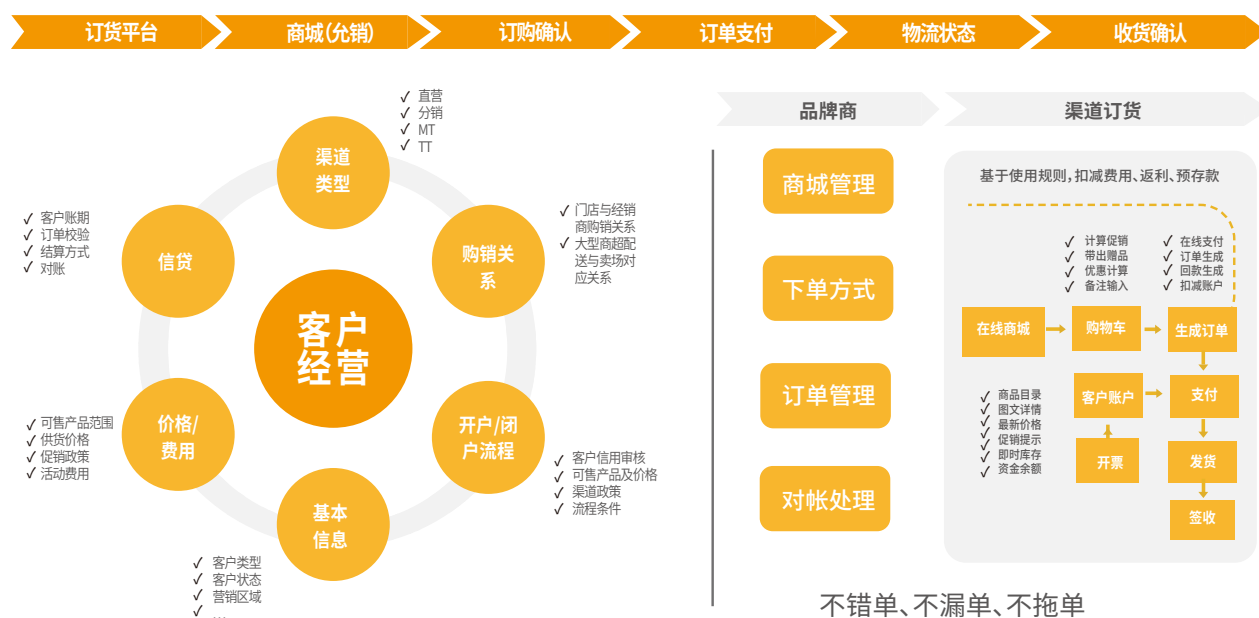 订货平台
商城(允销)
订购确认
订单支付
物流状态
收货确认
✓ 直营
✓ 分销
✓ MT
✓ TT
渠道
类型
✓ 客户账期
✓ 订单校验
✓ 结算方式
✓ 对账
信贷
购销关
系
✓ 门店与经销
商购销关系
✓ 大型商超配
送与卖场对
应关系
客户
经营
✓ 可售产品范围
✓ 供货价格
✓ 促销政策
✓ 活动费用
价格/
费用
开户/闭
户流程
✓ 客户信用审核
✓ 可售产品及价格
✓ 渠道政策
✓ 流程条件
基本
信息
✓ 客户类型
✓ 客户状态
✓ 营销区域
✓ ...
品牌商
商城管理
下单方式
订单管理
对帐处理
渠道订货
基于使用规则,扣减费用、返利、预存款
✓ 计算促销
✓ 带出赠品
✓ 优惠计算
✓ 备注输入
✓ 在线支付
✓ 订单生成
✓ 回款生成
✓ 扣减账户
在线商城
购物车
生成订单
✓ 商品目录
✓ 图文详情
✓ 最新价格
✓ 促销提示
✓ 即时库存
✓ 资金余额
客户账户
支付
开票
发货
签收
不错单、不漏单、不拖单